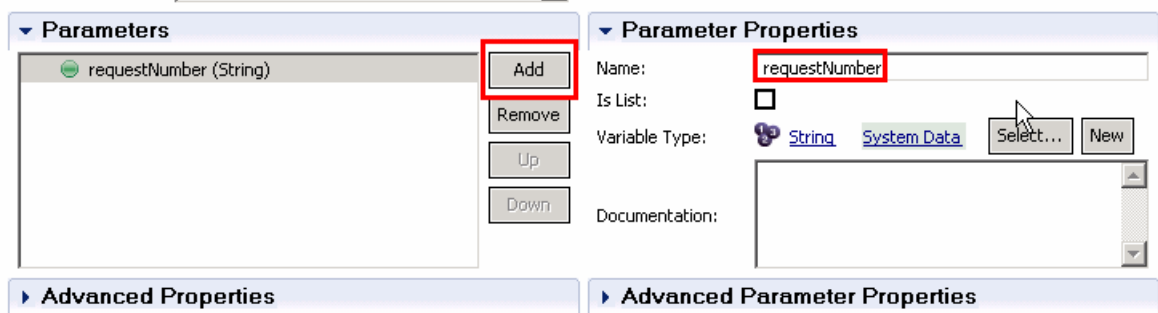 Parameters
requestNumber (String)
Add
Remove
Up
Down
Advanced Properties
Parameter Properties
Name: requestNumber
Is List:
Variable Type: String System Data Select... New
Documentation:
Advanced Parameter Properties